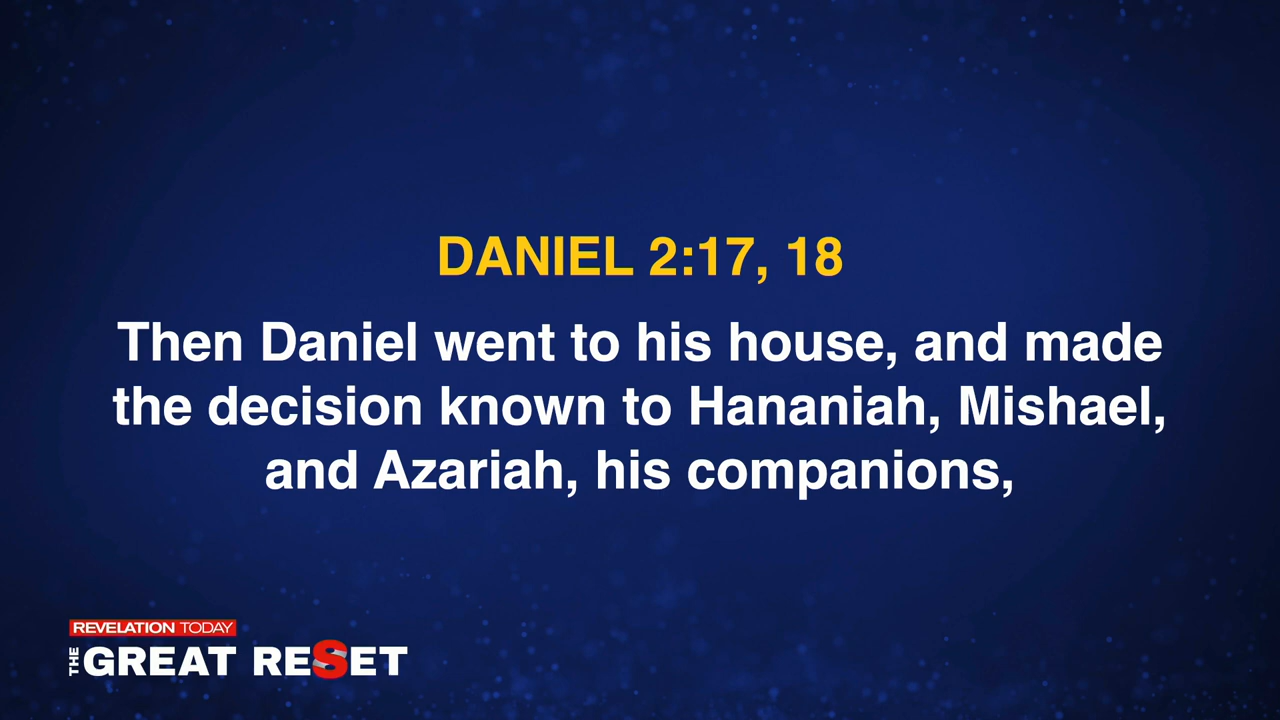 DANIEL 2:17, 18
Then Daniel went to his house, and made
the decision known to Hananiah, Mishael,
and Azariah, his companions,
REVELATION TODAY
THE GREAT RESET